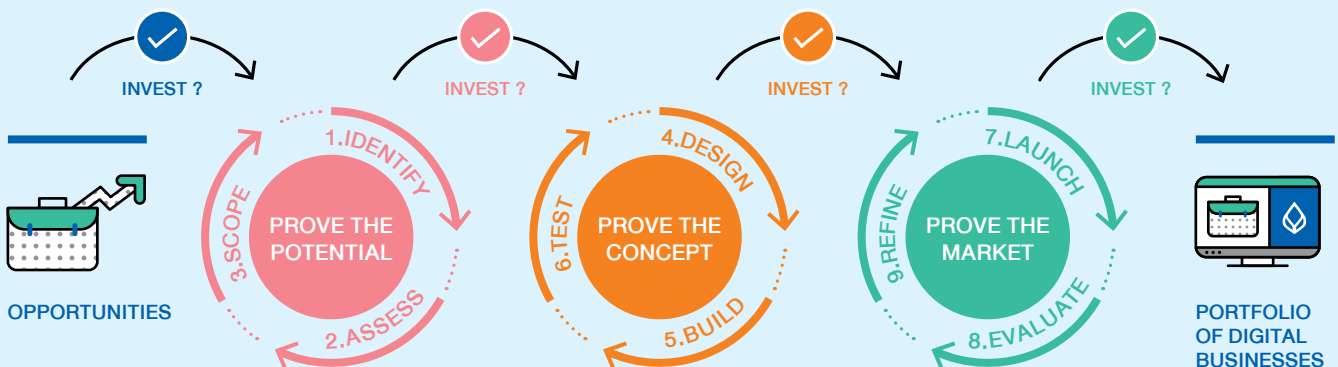 INVEST ?
INVEST ?
INVEST ?
INVEST ?
OPPORTUNITIES
1.IDENTIFY
2.ASSESS
3.SCOPE
PROVE THE
POTENTIAL
4.DESIGN
5.BUILD
6.TEST
PROVE THE
CONCEPT
7.LAUNCH
8.EVALUATE
9.REFINE
PROVE THE
MARKET
PORTFOLIO
OF DIGITAL
BUSINESSES